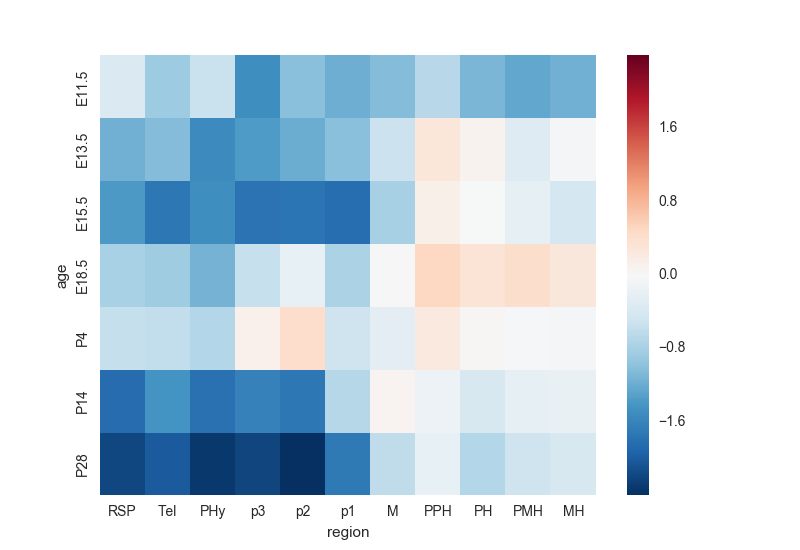 E11.5
E13.5
E15.5
E18.5
P4
P14
P28
age
RSP Tel PHy p3 p2 p1 M PPH PH PMH MH
region
1.6
0.8
0.0
−0.8
−1.6